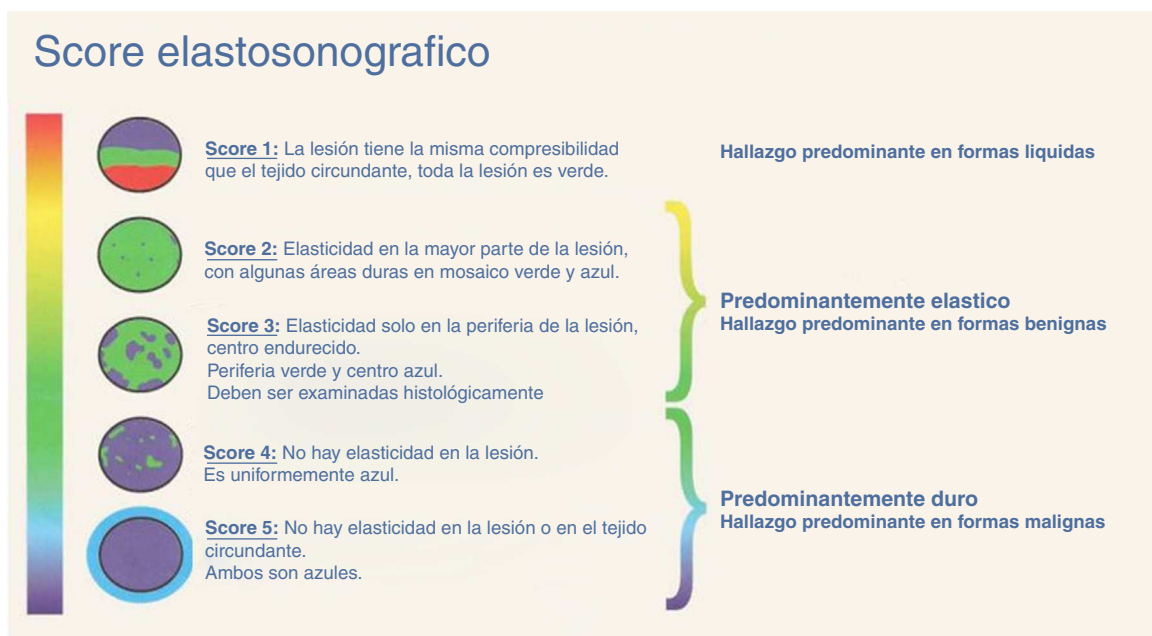 Score elastosonografico
Score 1: La lesión tiene la misma compresibilidad
que el tejido circundante, toda la lesión es verde.
Hallazgo predominante en formas liquidas
Score 2: Elasticidad en la mayor parte de la lesión,
con algunas áreas duras en mosaico verde y azul.
Score 3: Elasticidad solo en la periferia de la lesión,
centro endurecido.
Periferia verde y centro azul.
Deben ser examinadas histológicamente
Predominantemente elastico
Hallazgo predominante en formas benignas
Score 4: No hay elasticidad en la lesión.
Es uniformemente azul.
Score 5: No hay elasticidad en la lesión o en el tejido
circundante.
Ambos son azules.
Predominantemente duro
Hallazgo predominante en formas malignas